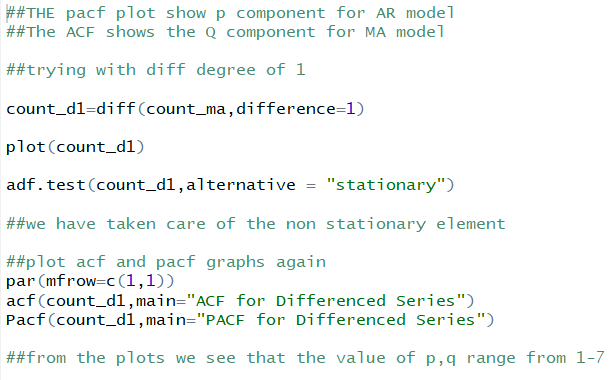 ##THE pacf plot show p component for AR model
##The ACF shows the Q component for MA model
##trying with diff degree of 1
count_d1=diff(count_ma,difference=1)
plot(count_d1)
adf.test(count_d1,alternative = "stationary")
##we have taken care of the non stationary element
##plot acf and pacf graphs again
par(mfrow=c(1,1))
acf(count_d1,main="ACF for Differenced Series")
Pacf(count_d1,main="PACF for Differenced Series")
##from the plots we see that the value of p,q range from 1-7